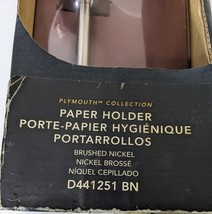 PLYMOUTH™ COLLECTION
PAPER HOLDER
PORTE-PAPIER HYGIÉNIQUE
PORTARROLLOS
BRUSHED NICKEL
NICKEL BROSSÉ
NÍQUEL CEPILLADO
D441251 BN